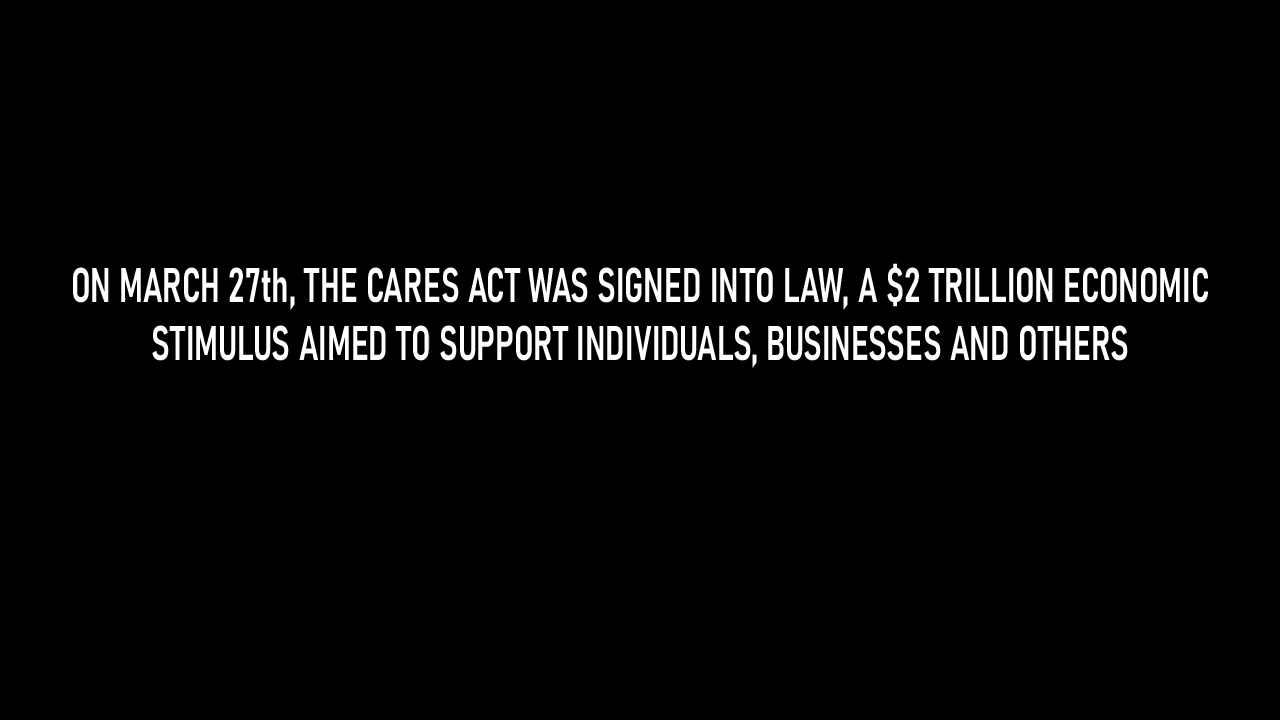 ON MARCH 27th, THE CARES ACT WAS SIGNED INTO LAW, A $2 TRILLION ECONOMIC
STIMULUS AIMED TO SUPPORT INDIVIDUALS, BUSINESSES AND OTHERS